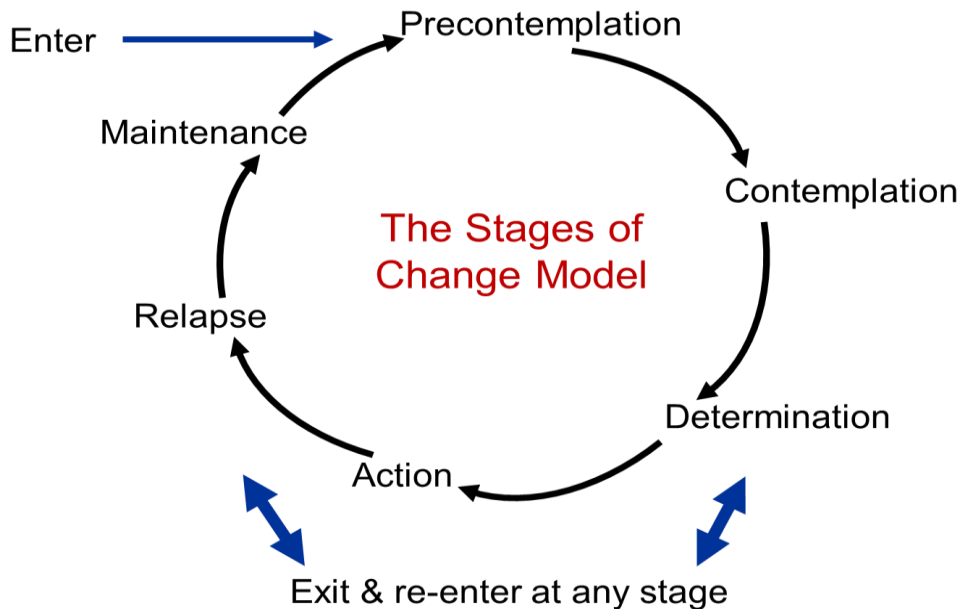 Enter
Precontemplation
Maintenance
Contemplation
The Stages of
Change Model
Relapse
Determination
Action
Exit & re-enter at any stage